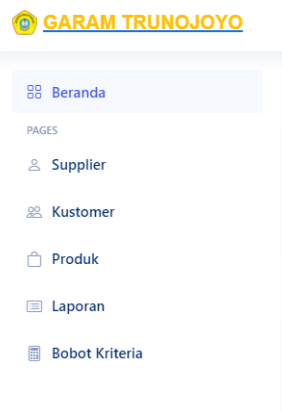 GARAM TRUNOJOYO
Beranda
PAGES
Supplier
Kustomer
Produk
Laporan
Bobot Kriteria